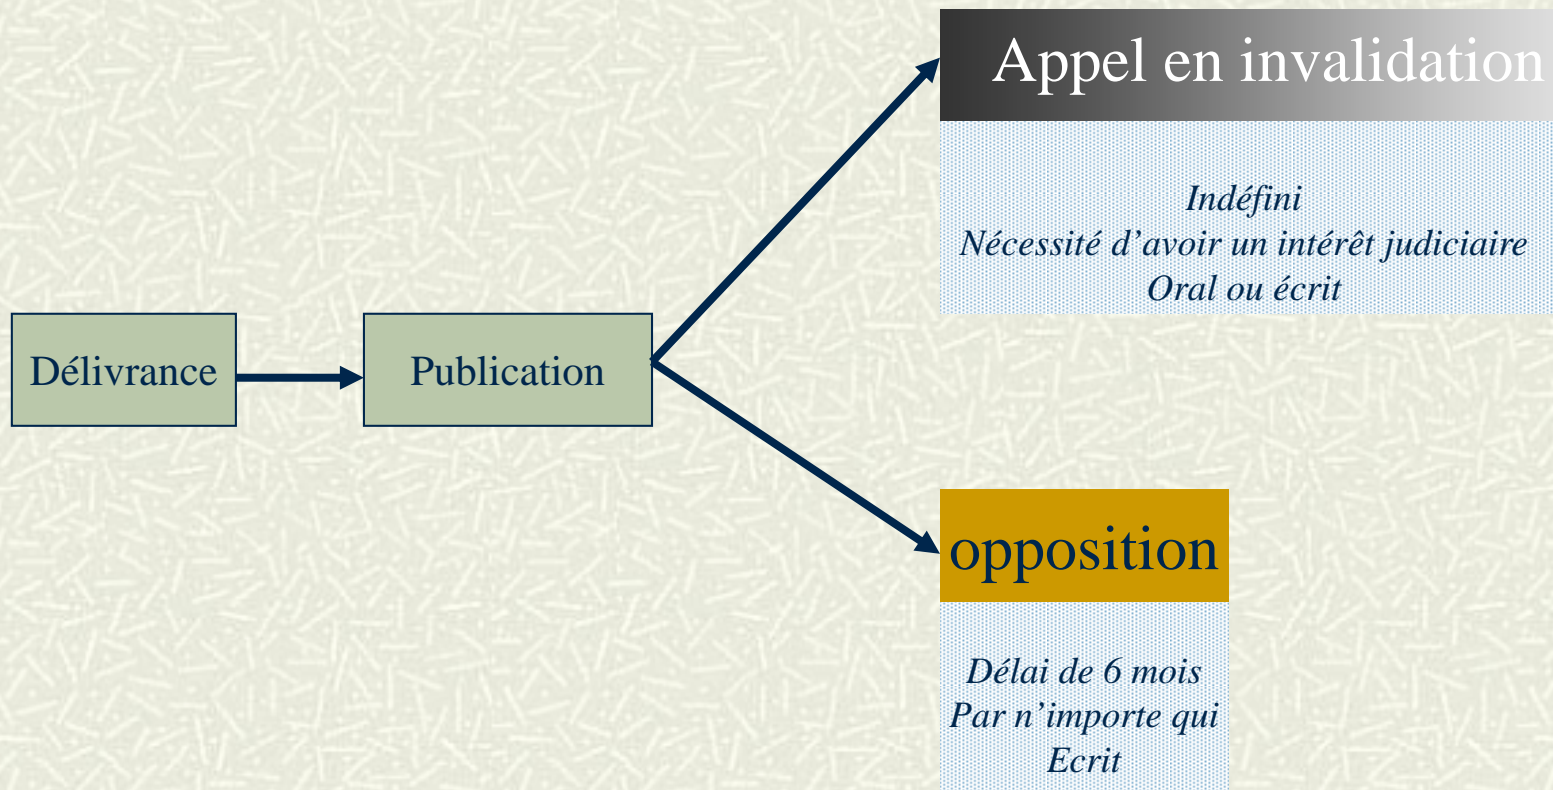 Délivrance
Publication
Appel en invalidation
Indéfini
Nécessité d’avoir un intérêt judiciaire
Oral ou écrit
opposition
Délai de 6 mois
Par n’importe qui
Ecrit